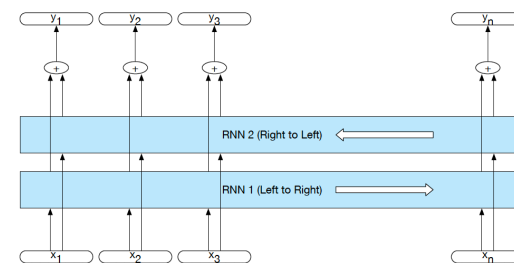 y1 y2 y3 yn
+ + + +
RNN 2 (Right to Left)
RNN 1 (Left to Right)
x1 x2 x3 xn